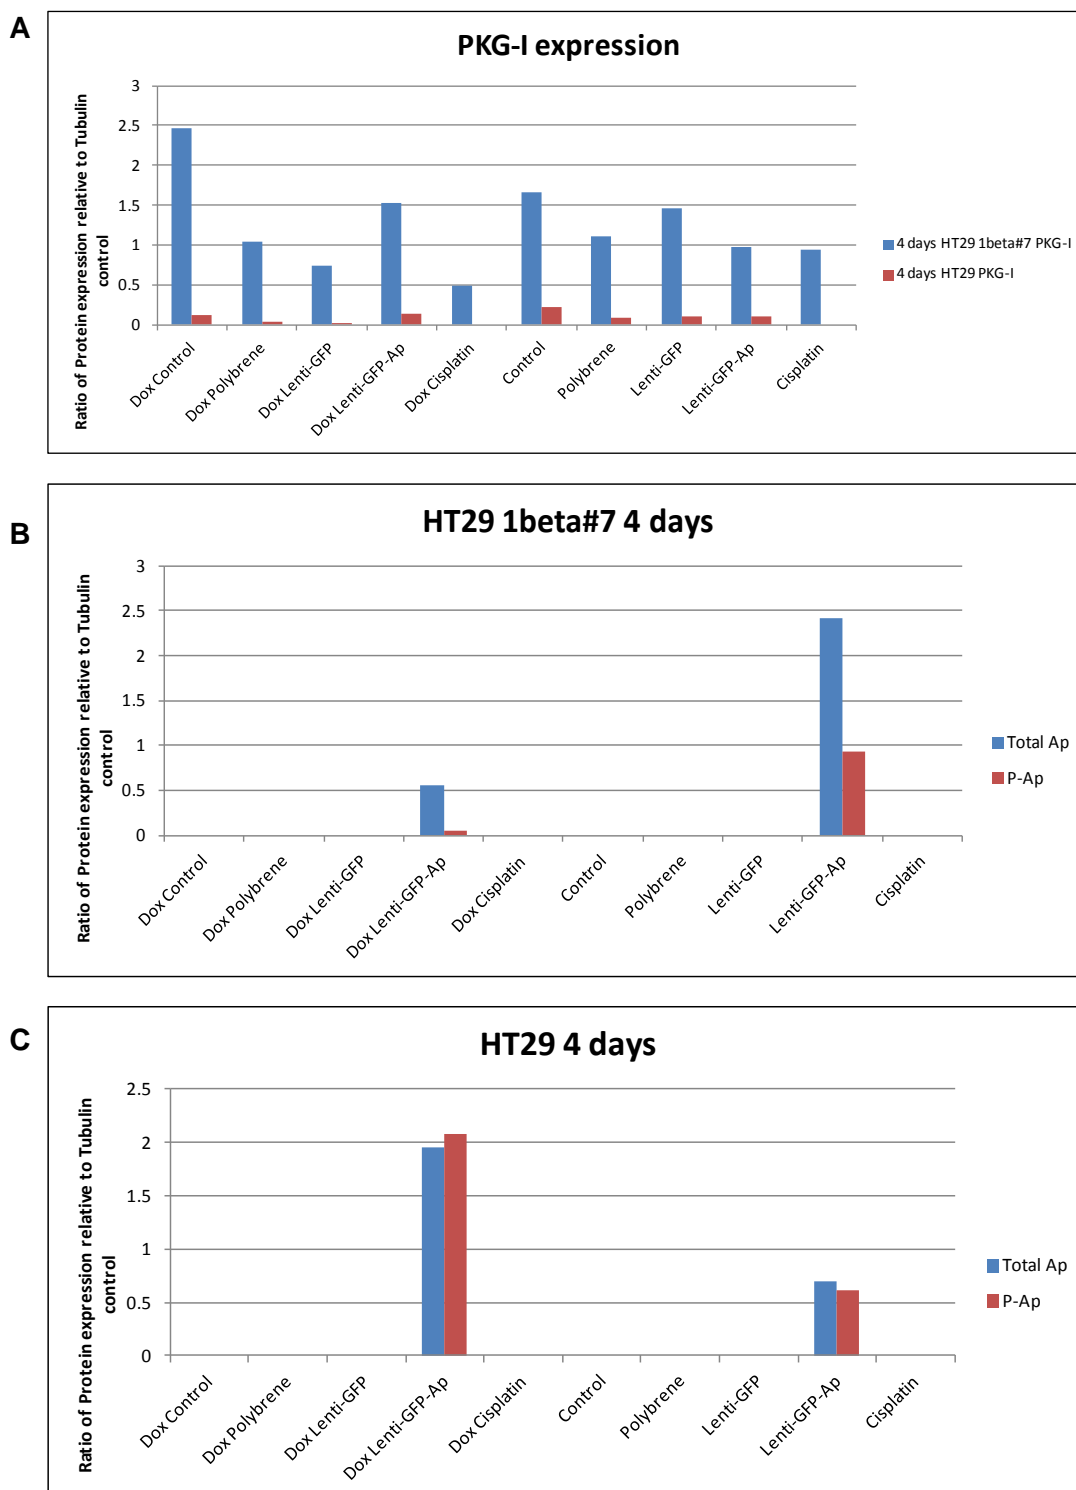 A
PKG-I expression
Ratio of Protein expression relative to Tubulin
control
3
2.5
2
1.5
1
0.5
0
Dox Control
Dox Polybrene
Dox Lenti-GFP
Dox Lenti-GFP-Ap
Dox Cisplatin
Control
Polybrene
Lenti-GFP
Lenti-GFP-Ap
Cisplatin
4 days HT29 1beta#7 PKG-I
4 days HT29 PKG-I
B
HT29 1beta#7 4 days
Ratio of Protein expression relative to Tubulin
control
3
2.5
2
1.5
1
0.5
0
Dox Control
Dox Polybrene
Dox Lenti-GFP
Dox Lenti-GFP-Ap
Dox Cisplatin
Control
Polybrene
Lenti-GFP
Lenti-GFP-Ap
Cisplatin
Total Ap
P-Ap
C
HT29 4 days
Ratio of Protein expression relative to Tubulin
control
2.5
2
1.5
1
0.5
0
Dox Control
Dox Polybrene
Dox Lenti-GFP
Dox Lenti-GFP-Ap
Dox Cisplatin
Control
Polybrene
Lenti-GFP
Lenti-GFP-Ap
Cisplatin
Total Ap
P-Ap